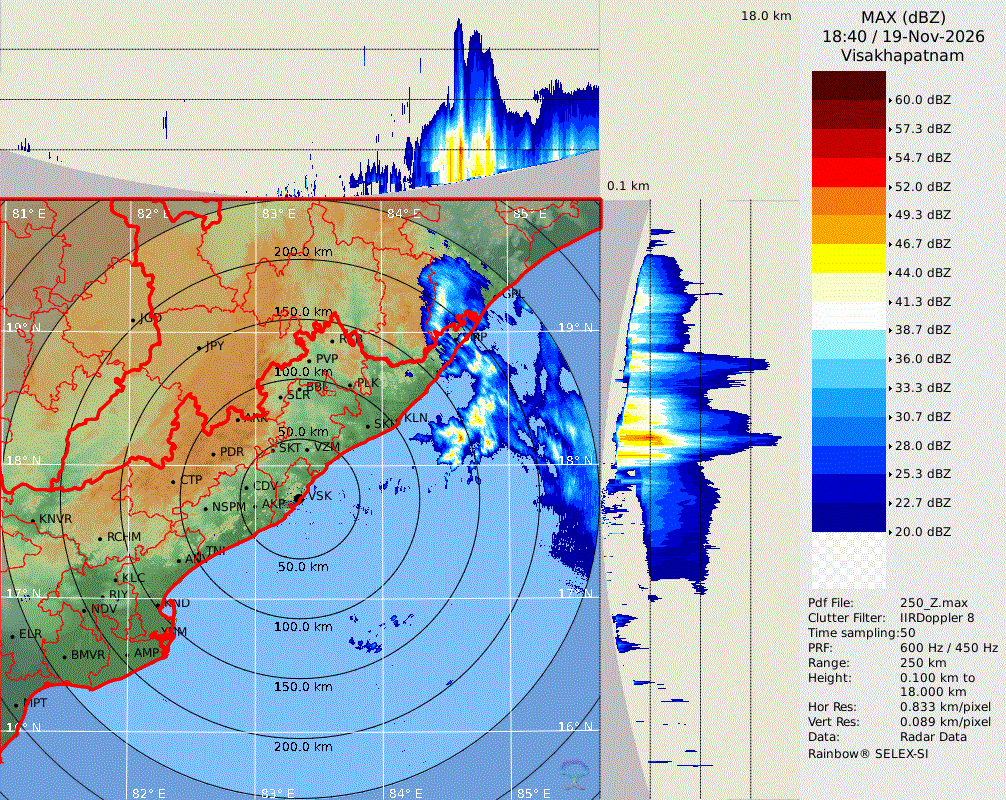 18.0 km
MAX (dBZ)
18:40 / 19-Nov-2026
Visakhapatnam
60.0 dBZ
57.3 dBZ
54.7 dBZ
52.0 dBZ
49.3 dBZ
46.7 dBZ
44.0 dBZ
41.3 dBZ
38.7 dBZ
36.0 dBZ
33.3 dBZ
30.7 dBZ
28.0 dBZ
25.3 dBZ
22.7 dBZ
20.0 dBZ
0.1 km
81° E
82° E
83° E
84° E
85° E
200.0 km
GPL
150.0 km
JGD
19° N
19° N
JPY
PVP
100.0 km
BBL
PLK
SLR
KLN
50.0 km
SKT
VZM
PDR
18° N
18° N
CTP
CDV
VSK
NSPM
AKP
KNVR
RCHM
TNI
50.0 km
KLC
RJY
17° N
17° N
NDV
KND
100.0 km
ELR
BMVR
AMP
150.0 km
MPT
16° N
16° N
200.0 km
82° E
83° E
84° E
85° E
Pdf File: 250_Z.max
Clutter Filter: IIRDoppler 8
Time sampling:50
PRF: 600 Hz / 450 Hz
Range: 250 km
Height: 0.100 km to
18.000 km
Hor Res: 0.833 km/pixel
Vert Res: 0.089 km/pixel
Data: Radar Data
Rainbow® SELEX-SI